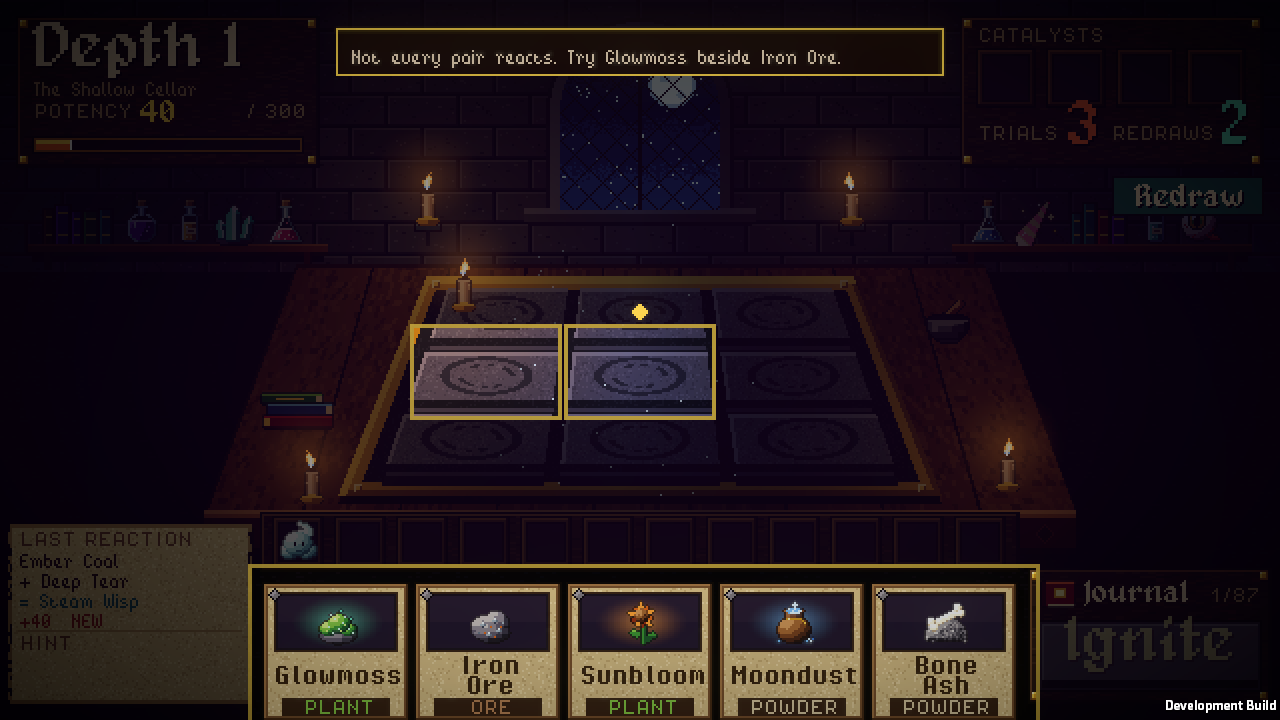 Depth 1
The Shallow Cellar
POTENCY 40 / 300
Not every pair reacts. Try Glowmoss beside Iron Ore.
CATALYSTS
TRIALS 3 REDRAWS 2
Redraw
LAST REACTION
Ember Coal
+ Deep Tear
= Steam Wisp
+40 NEW
HINT
Glowmoss
PLANT
Iron
Ore
ORE
Sunbloom
PLANT
Moondust
POWDER
Bone
Ash
POWDER
Journal 1/87
Ignite
Development Build